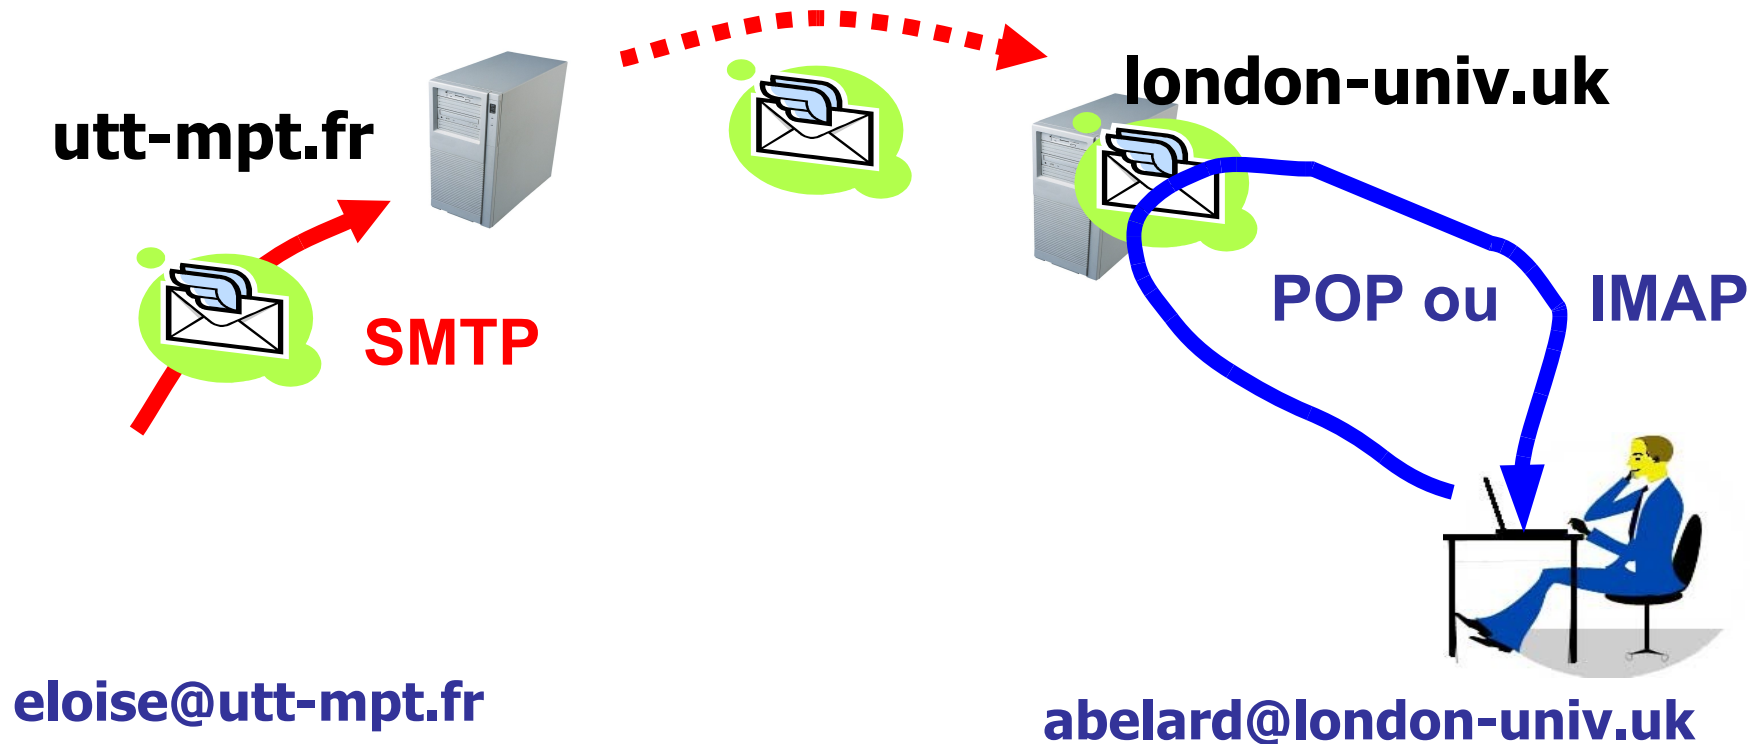 london-univ.uk
utt-mpt.fr
POP ou IMAP
SMTP
eloise@utt-mpt.fr
abelard@london-univ.uk